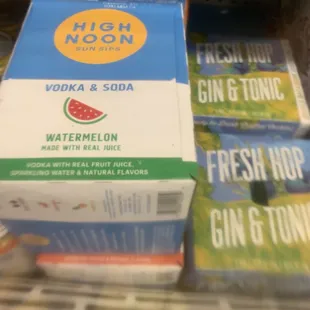 HIGH
NOON
SUN SIPS
VODKA & SODA
WATERMELON
MADE WITH REAL JUICE
VODKA WITH REAL FRUIT JUICE,
SPARKLING WATER & NATURAL FLAVORS
FRESH HOP
GIN & TONIC
FRESH HOP
GIN & TONIC